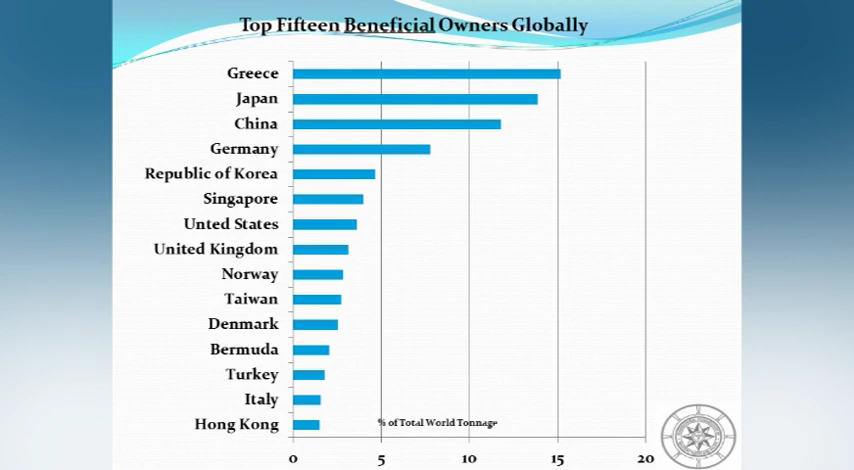 Top Fifteen Beneficial Owners Globally
Greece
Japan
China
Germany
Republic of Korea
Singapore
Unted States
United Kingdom
Norway
Taiwan
Denmark
Bermuda
Turkey
Italy
Hong Kong
% of Total World Tonnage
0 5 10 15 20